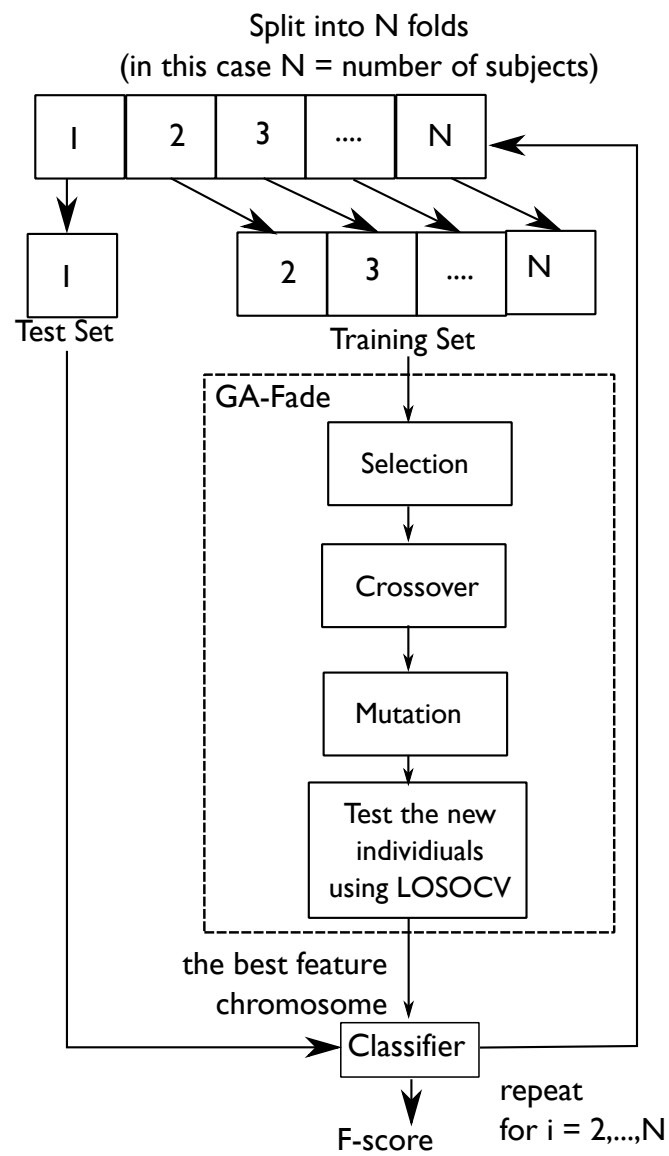 Split into N folds
(in this case N = number of subjects)
1 2 3 .... N
1 2 3 .... N
Test Set
Training Set
GA-Fade
Selection
Crossover
Mutation
Test the new
individiuals
using LOSOCV
the best feature
chromosome
Classifier
repeat
for i = 2,...,N
F-score